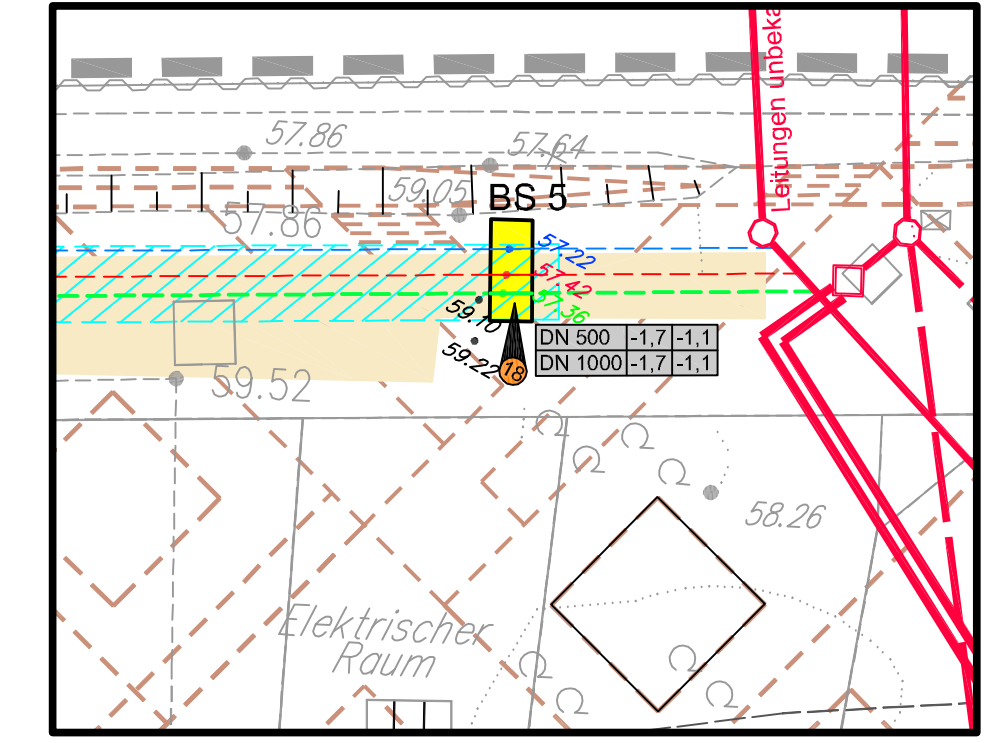 Leitungen unbeka
57.86
57.64
59.05
BS 5
57.86
57.22
57.42
57.36
59.10
59.22
DN 500 -1,7 -1,1
DN 1000 -1,7 -1,1
18
59.52
58.26
Elektrischer
Raum